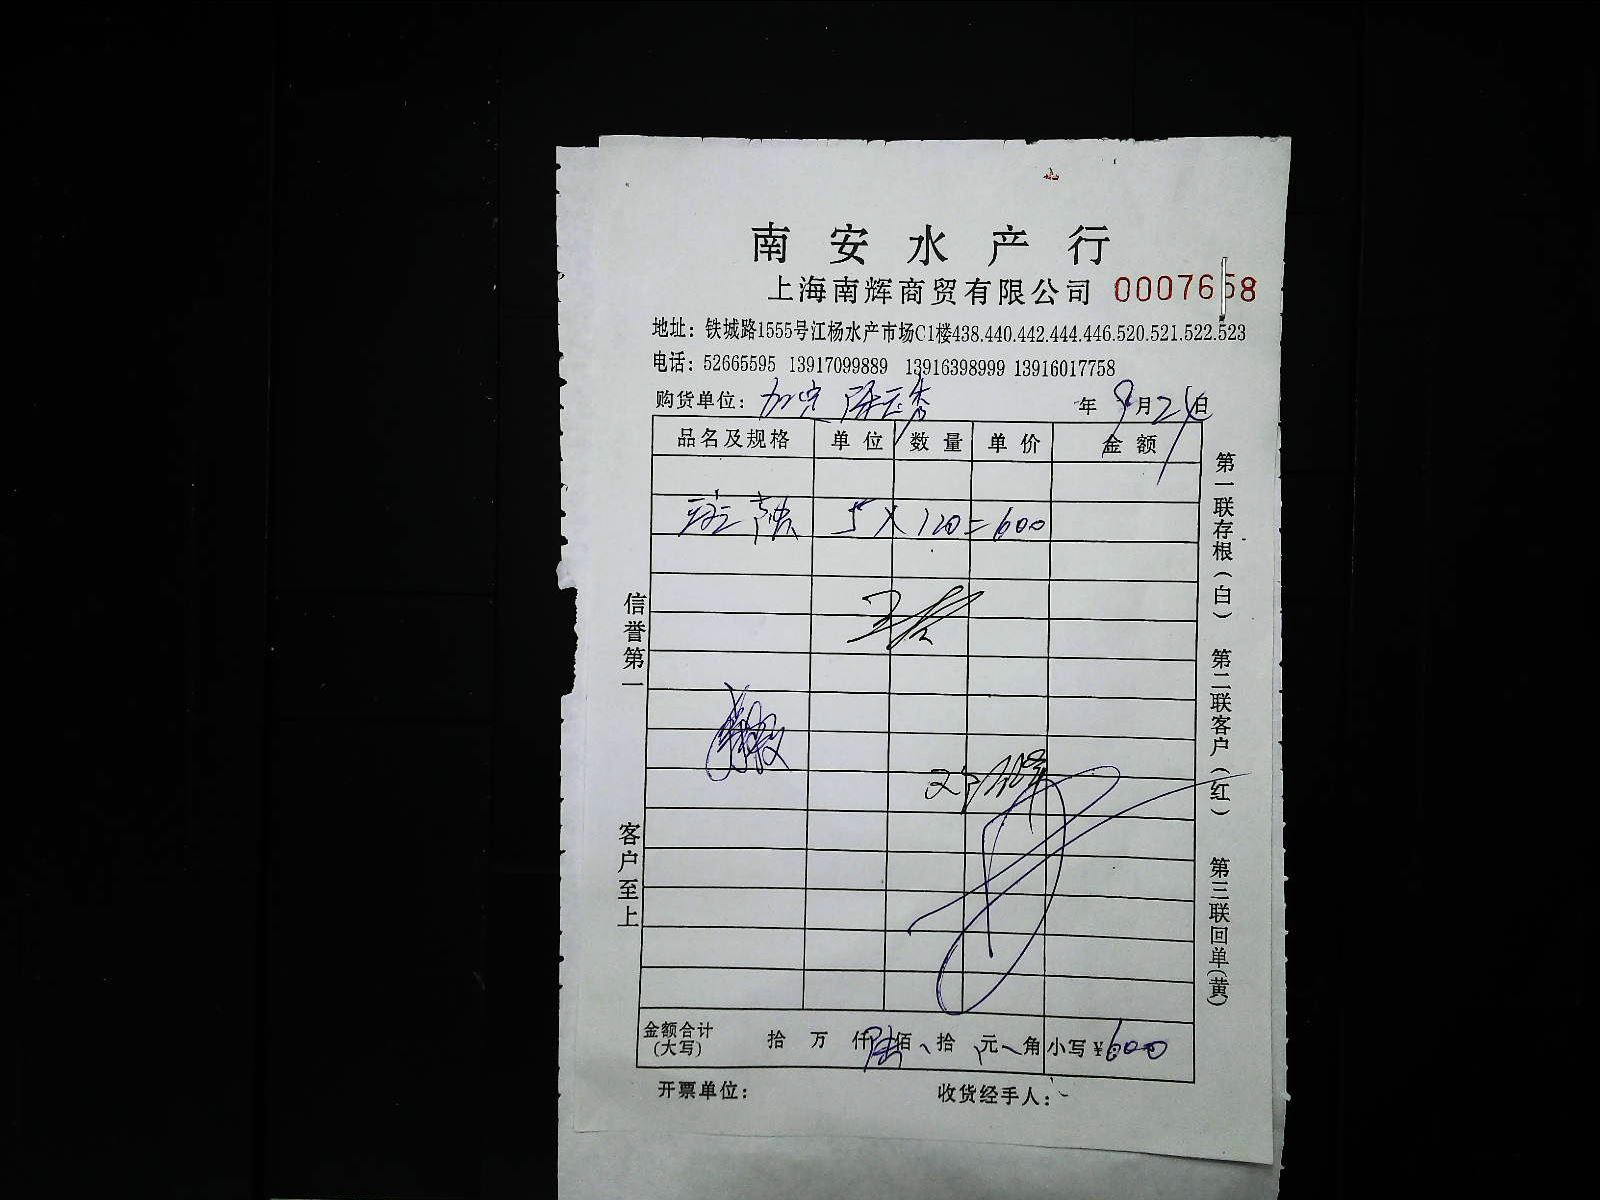 南安水产行
上海南辉商贸有限公司 0007658
地址：铁城路1555号江杨水产市场C1楼438.440.442.444.446.520.521.522.523
电话：52665595 13917099889 13916398999 13916017758
购货单位： 年 9月24日
品名及规格 单位 数量 单价 金额
5×120=600
金额合计(大写) 拾 万 仟陆佰 拾 元 角 小写¥600
开票单位： 收货经手人：
信誉第一 客户至上
第一联存根（白） 第二联客户（红） 第三联回单（黄）